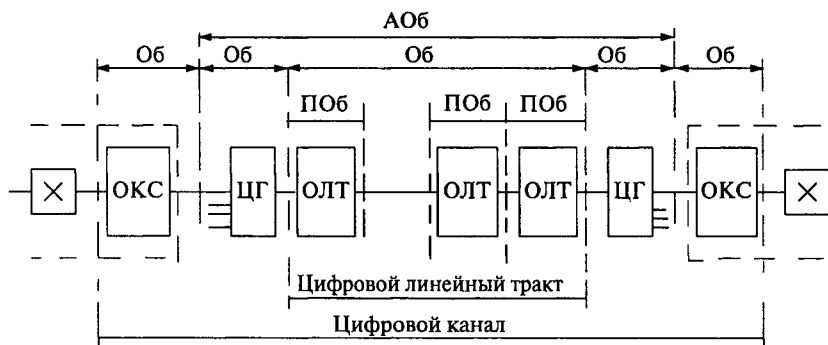 АОб
Об Об Об Об Об
ПОб ПОб ПОб
ОКС ЦГ ОЛТ ОЛТ ОЛТ ЦГ ОКС
Цифровой линейный тракт
Цифровой канал